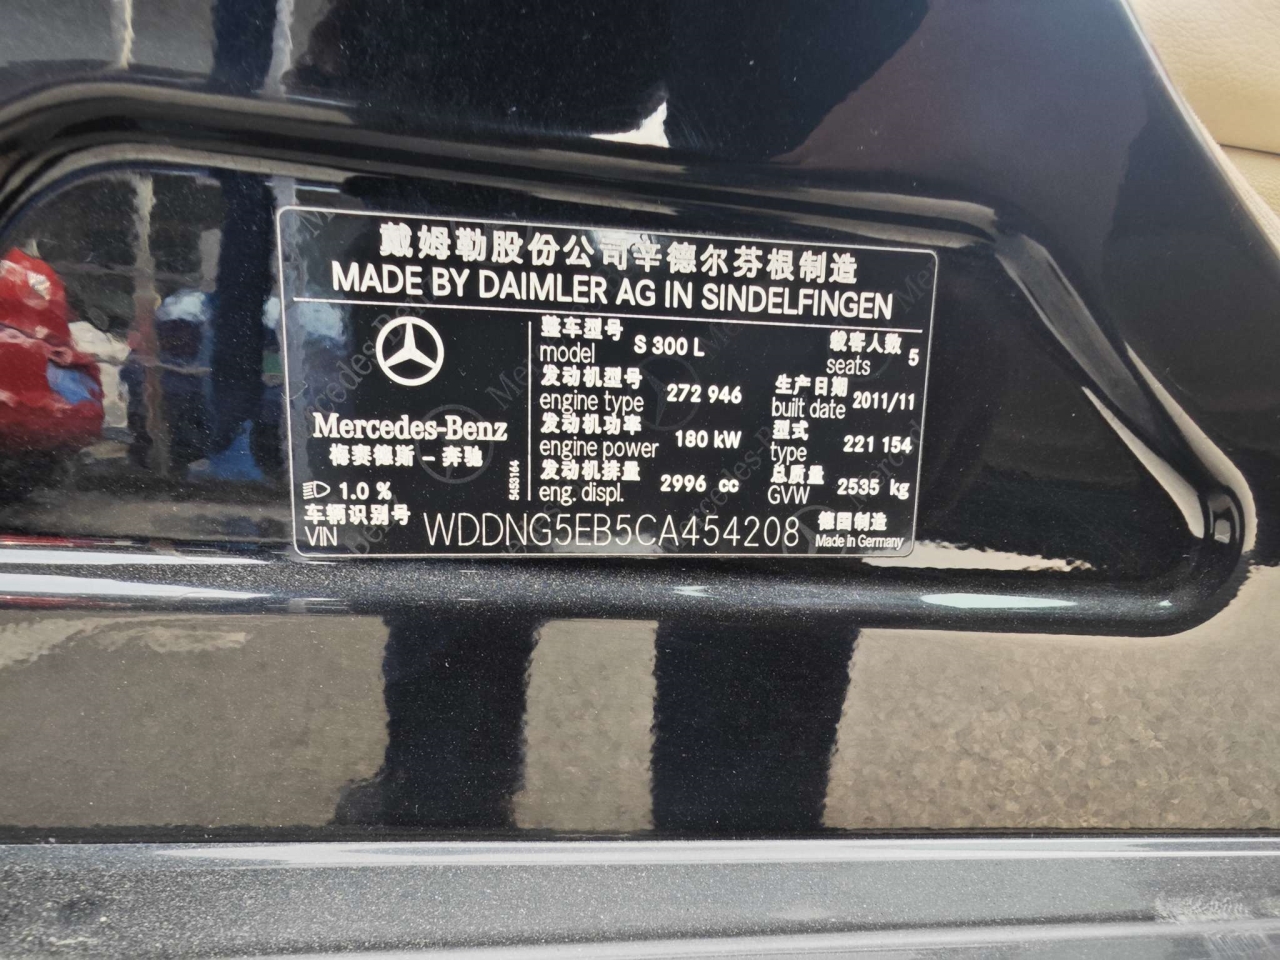 戴姆勒股份公司辛德尔芬根制造
MADE BY DAIMLER AG IN SINDELFINGEN
整车型号 model S 300 L 载客人数 seats 5
发动机型号 engine type 272 946 生产日期 built date 2011/11
发动机功率 engine power 180 kW 型式 type 221 154
发动机排量 eng. displ. 2996 cc 总质量 GVW 2535 kg
Mercedes-Benz
梅赛德斯－奔驰
1.0 %
5453164
车辆识别号 VIN WDDNG5EB5CA454208 德国制造 Made in Germany